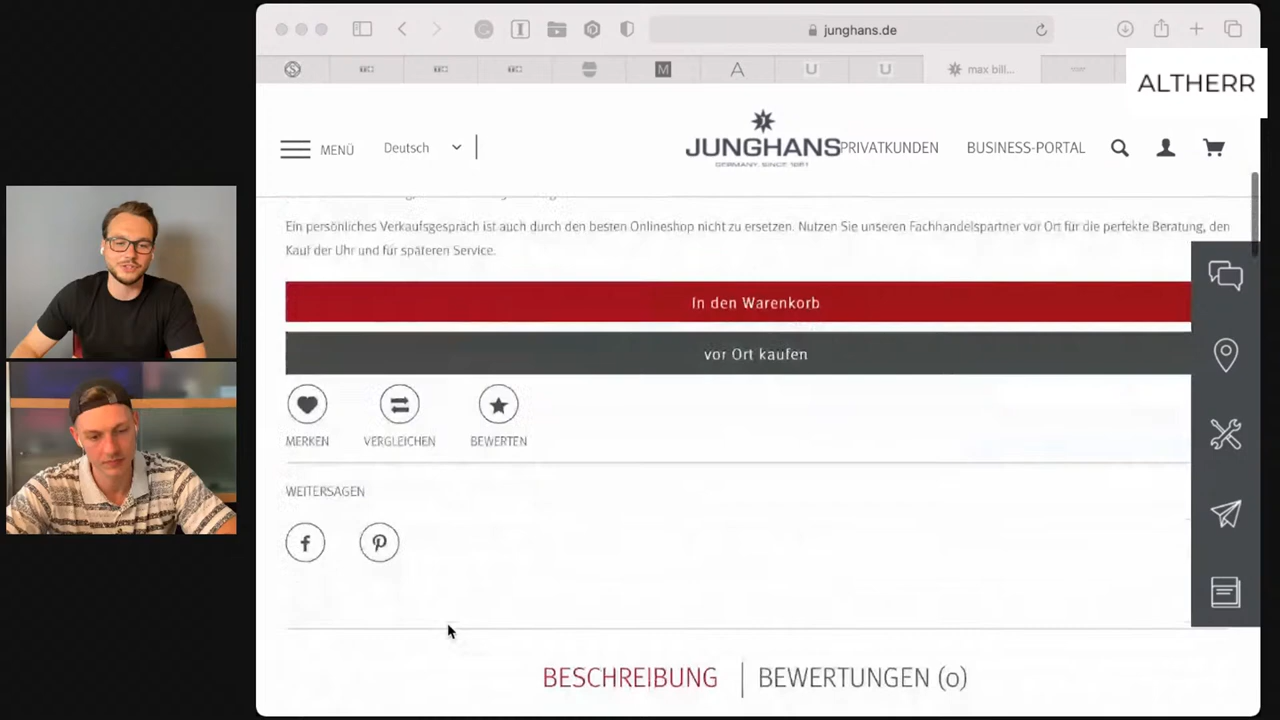 junghans.de
M
A
U
U
max bill...
ALTHERR
MENÜ
Deutsch
JUNGHANS
GERMANY. SINCE 1861
PRIVATKUNDEN
BUSINESS-PORTAL
Ein persönliches Verkaufsgespräch ist auch durch den besten Onlineshop nicht zu ersetzen. Nutzen Sie unseren Fachhandelspartner vor Ort für die perfekte Beratung, den
Kauf der Uhr und für späteren Service.
In den Warenkorb
vor Ort kaufen
MERKEN
VERGLEICHEN
BEWERTEN
WEITERSAGEN
BESCHREIBUNG
BEWERTUNGEN (0)